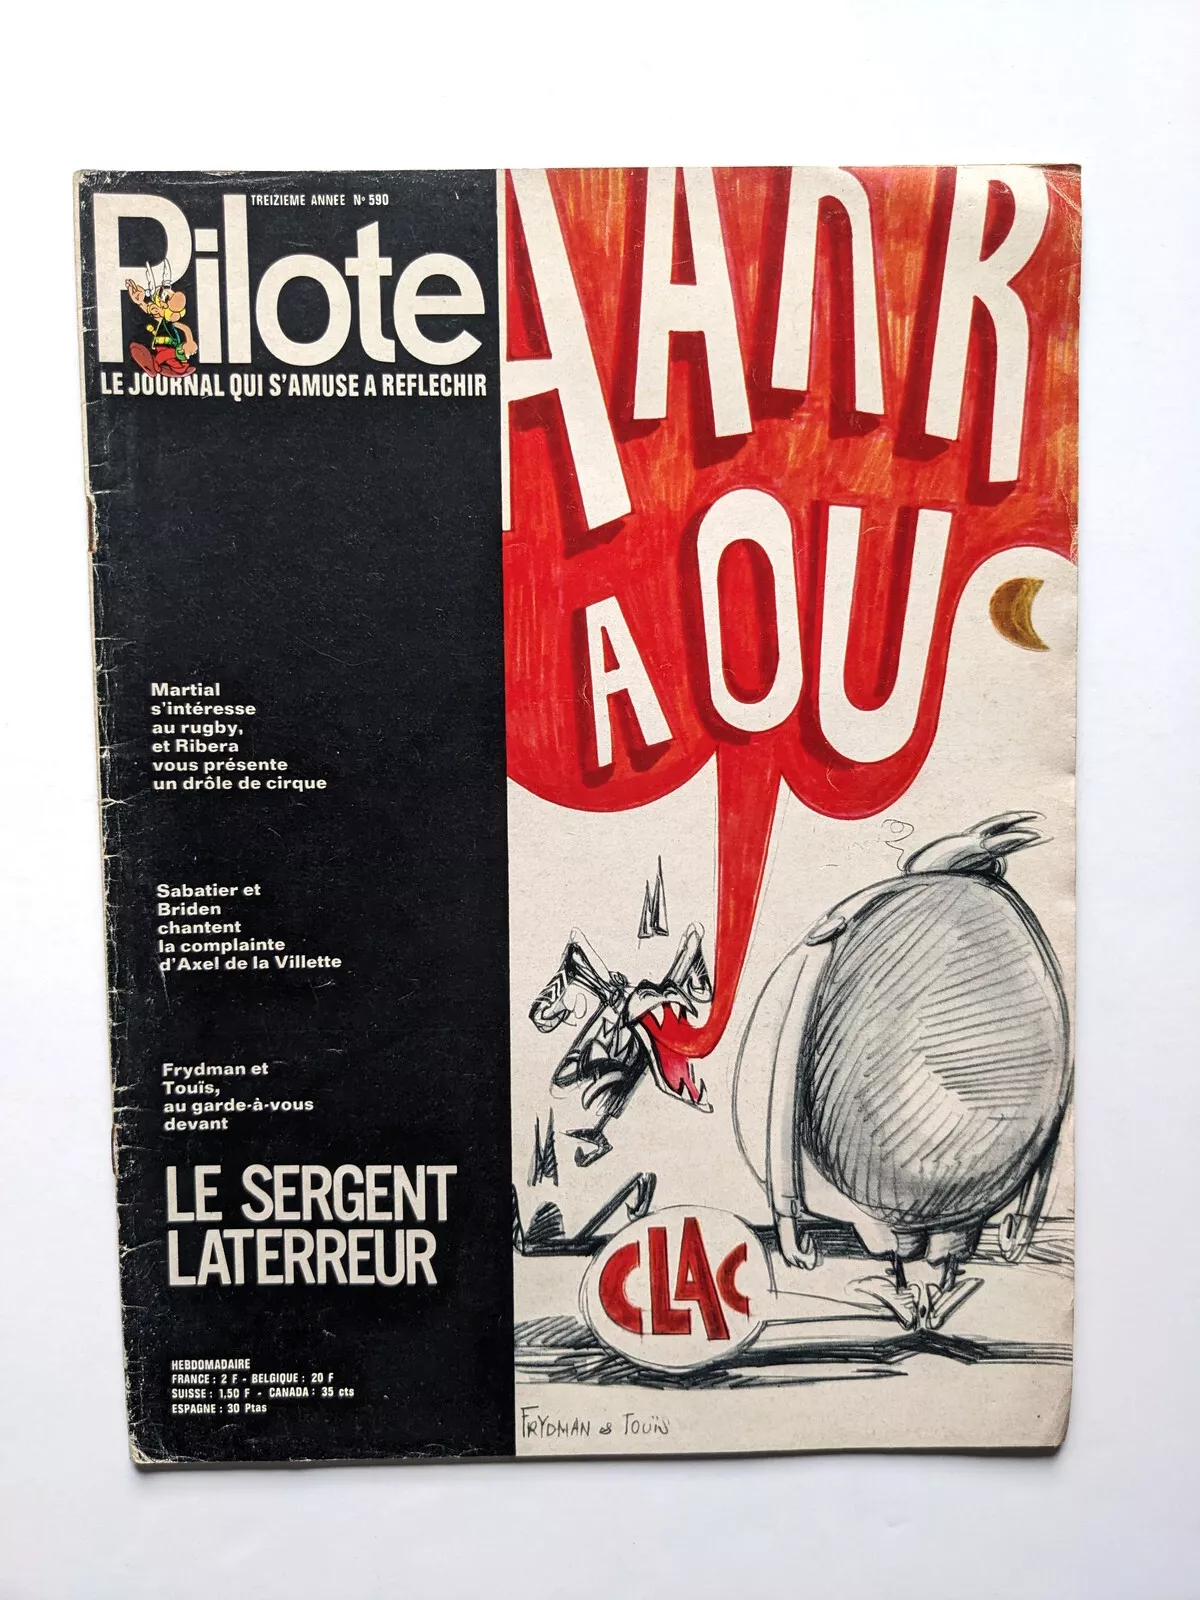 TREIZIEME ANNEE N° 590
Pilote
LE JOURNAL QUI S'AMUSE A REFLECHIR
Martial
s'intéresse
au rugby,
et Ribera
vous présente
un drôle de cirque
Sabatier et
Briden
chantent
la complainte
d'Axel de la Villette
Frydman et
Touïs,
au garde-à-vous
devant
LE SERGENT
LATERREUR
HEBDOMADAIRE
FRANCE : 2 F - BELGIQUE : 20 F
SUISSE : 1,50 F - CANADA : 35 cts
ESPAGNE : 30 Ptas
AANR
AOU
CLAC
FRYDMAN & TOUÏS